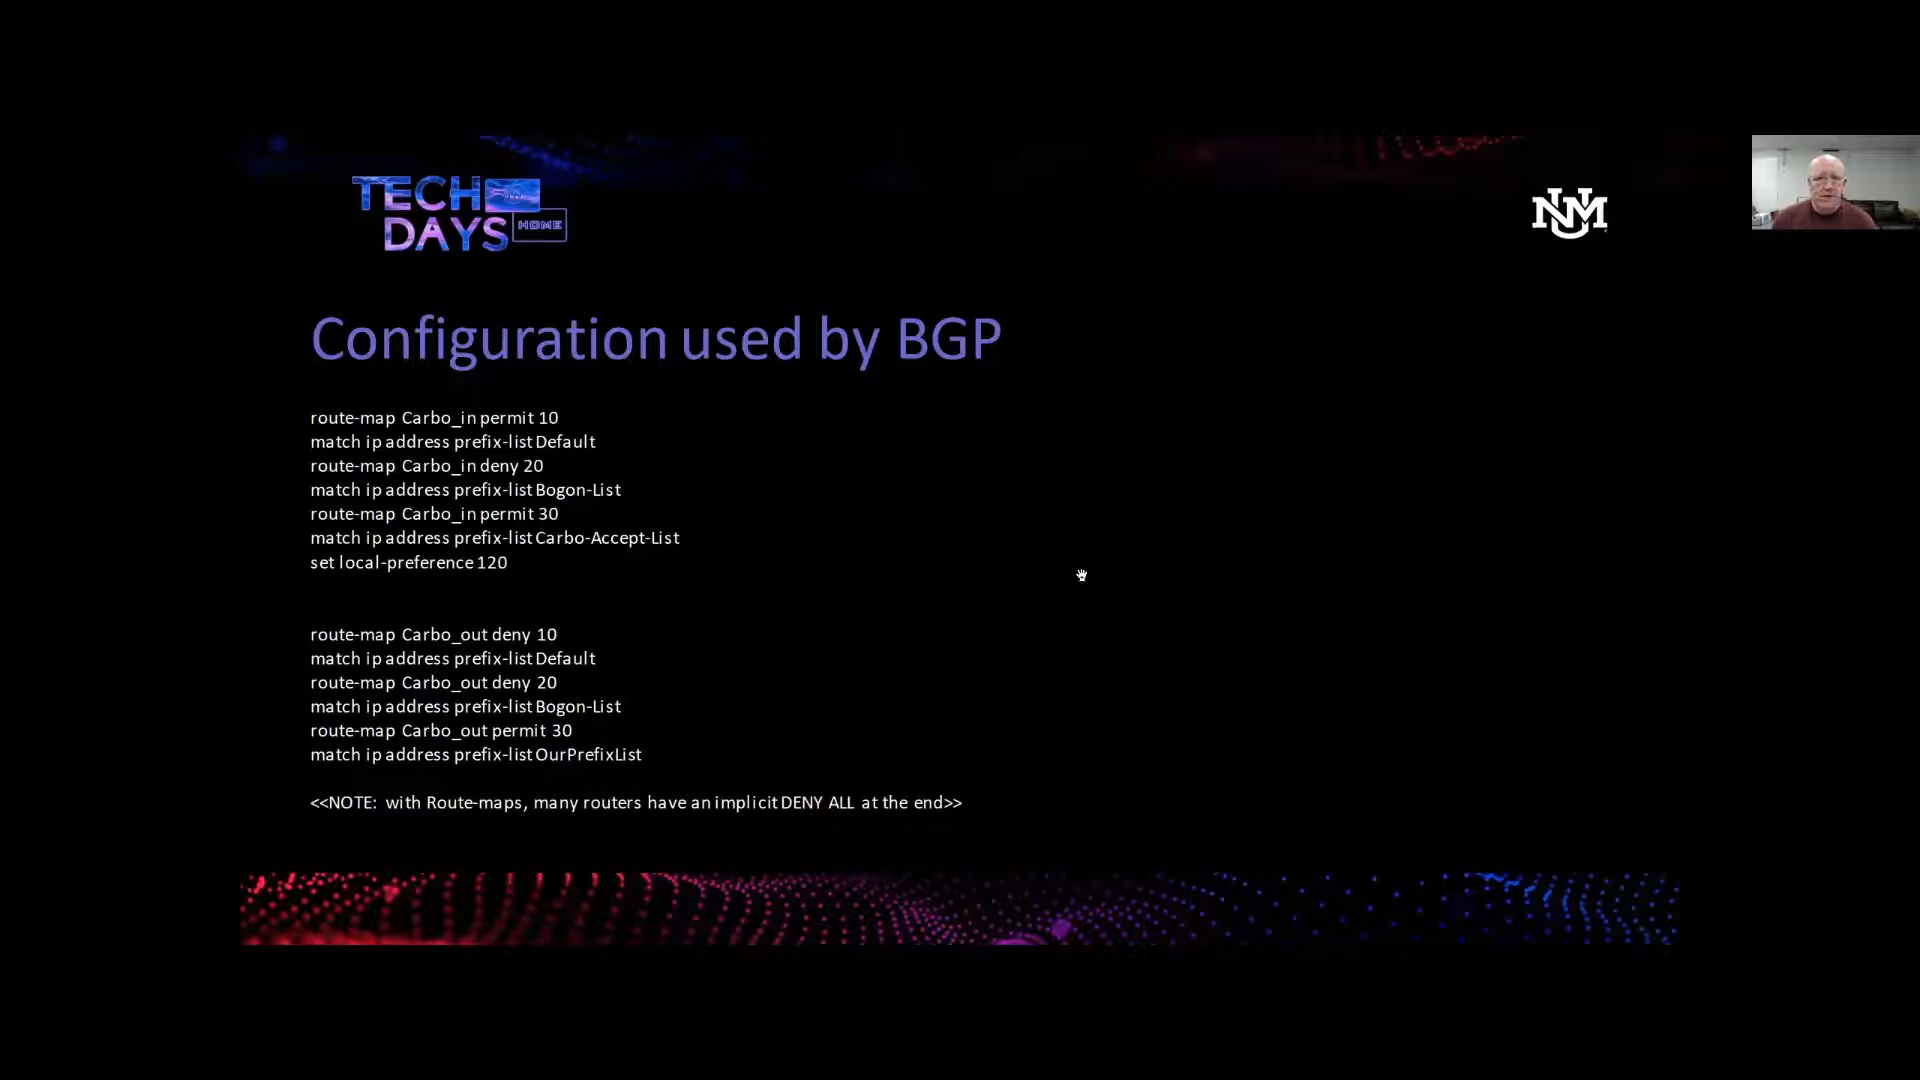 TECH
DAYS HOME
UNM
Configuration used by BGP
route-map Carbo_in permit 10
match ip address prefix-list Default
route-map Carbo_in deny 20
match ip address prefix-list Bogon-List
route-map Carbo_in permit 30
match ip address prefix-list Carbo-Accept-List
set local-preference 120
route-map Carbo_out deny 10
match ip address prefix-list Default
route-map Carbo_out deny 20
match ip address prefix-list Bogon-List
route-map Carbo_out permit 30
match ip address prefix-list OurPrefixList
<<NOTE: with Route-maps, many routers have an implicit DENY ALL at the end>>